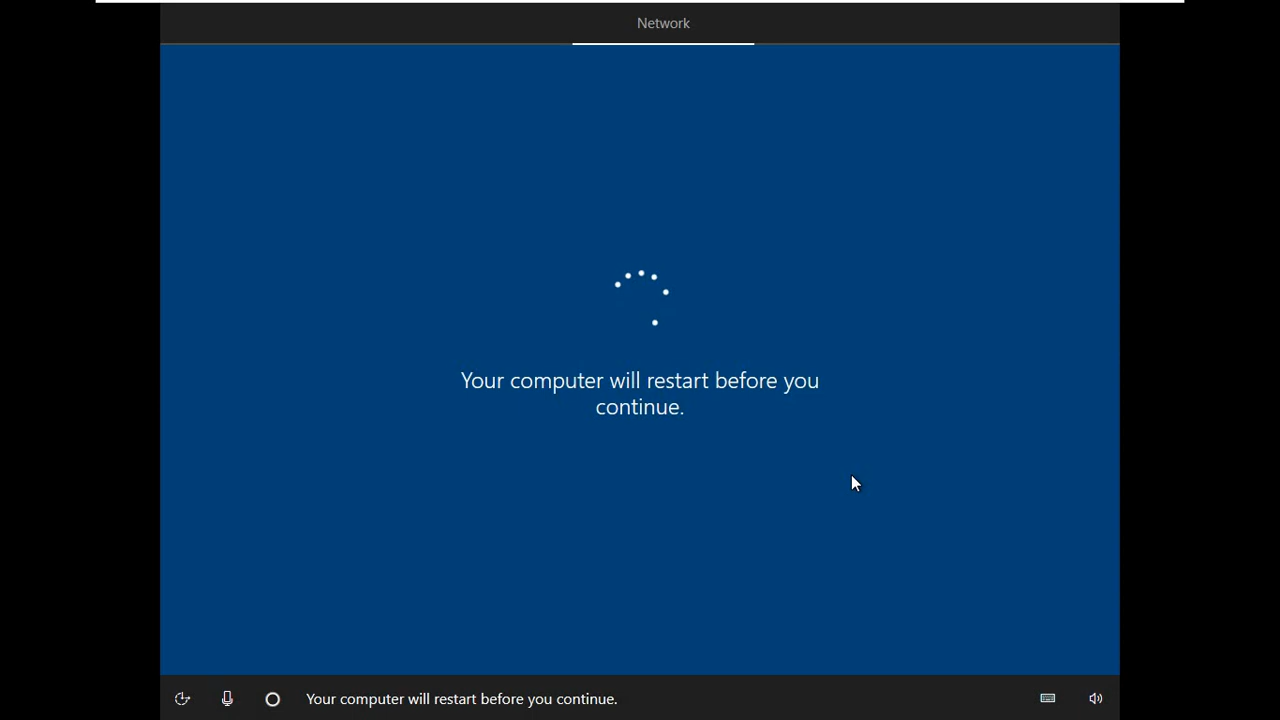 Network
Your computer will restart before you
continue.
Your computer will restart before you continue.